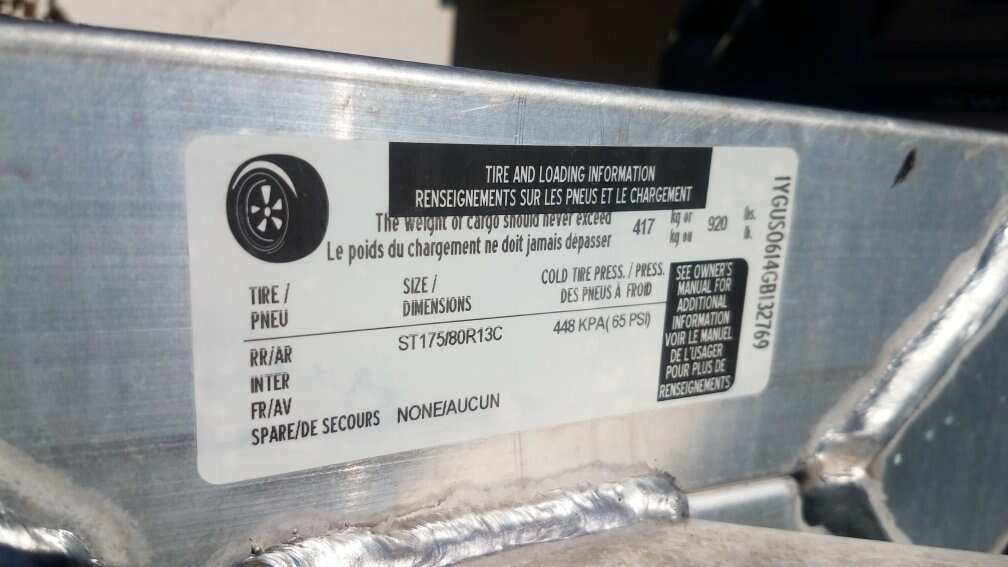 TIRE AND LOADING INFORMATION
RENSEIGNEMENTS SUR LES PNEUS ET LE CHARGEMENT
The weight of cargo should never exceed 417 kg or 920 lbs.
Le poids du chargement ne doit jamais dépasser kg ou lb.
TIRE / SIZE / COLD TIRE PRESS. / PRESS.
PNEU DIMENSIONS DES PNEUS À FROID
RR/AR ST175/80R13C 448 KPA( 65 PSI)
INTER
FR/AV
SPARE/DE SECOURS NONE/AUCUN
SEE OWNER'S
MANUAL FOR
ADDITIONAL
INFORMATION
VOIR LE MANUEL
DE L'USAGER
POUR PLUS DE
RENSEIGNEMENTS
1YGUS0614GB132769